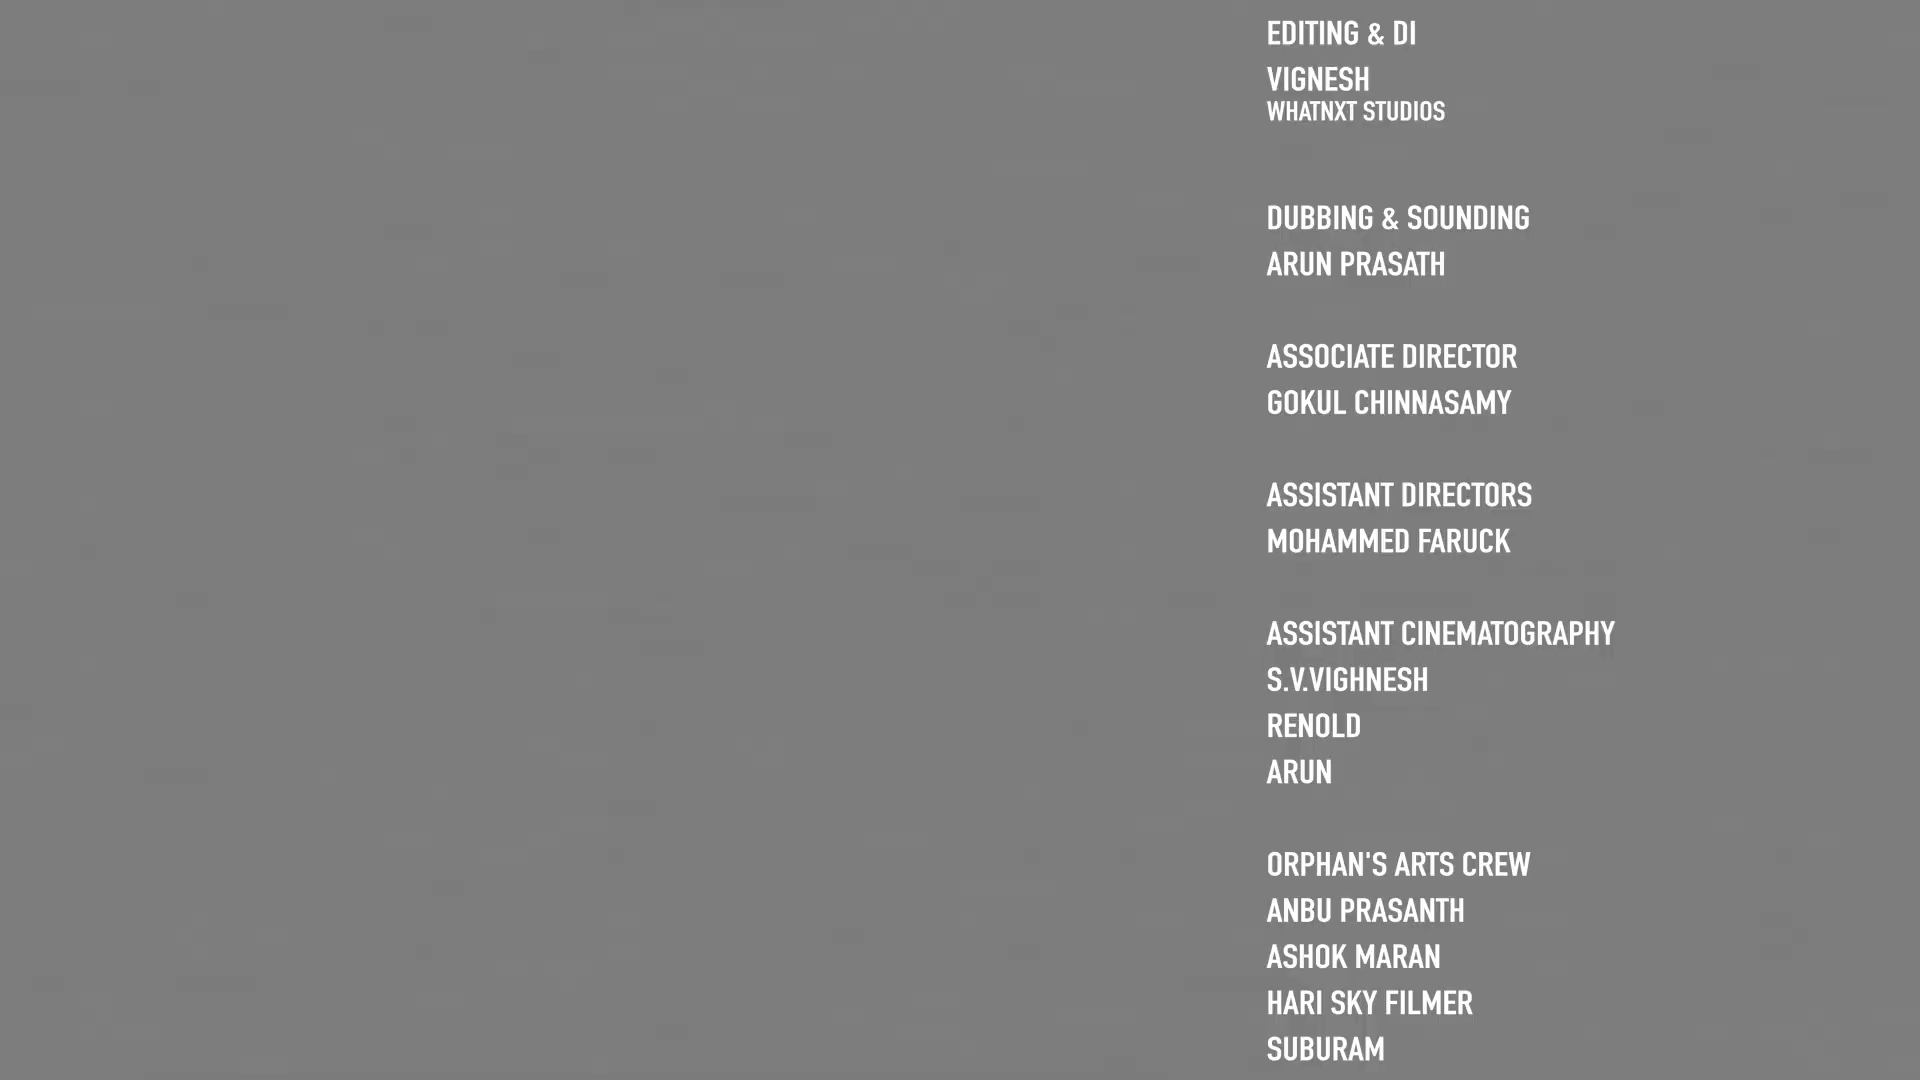 EDITING & DI
VIGNESH
WHATNXT STUDIOS
DUBBING & SOUNDING
ARUN PRASATH
ASSOCIATE DIRECTOR
GOKUL CHINNASAMY
ASSISTANT DIRECTORS
MOHAMMED FARUCK
ASSISTANT CINEMATOGRAPHY
S.V.VIGHNESH
RENOLD
ARUN
ORPHAN'S ARTS CREW
ANBU PRASANTH
ASHOK MARAN
HARI SKY FILMER
SUBURAM